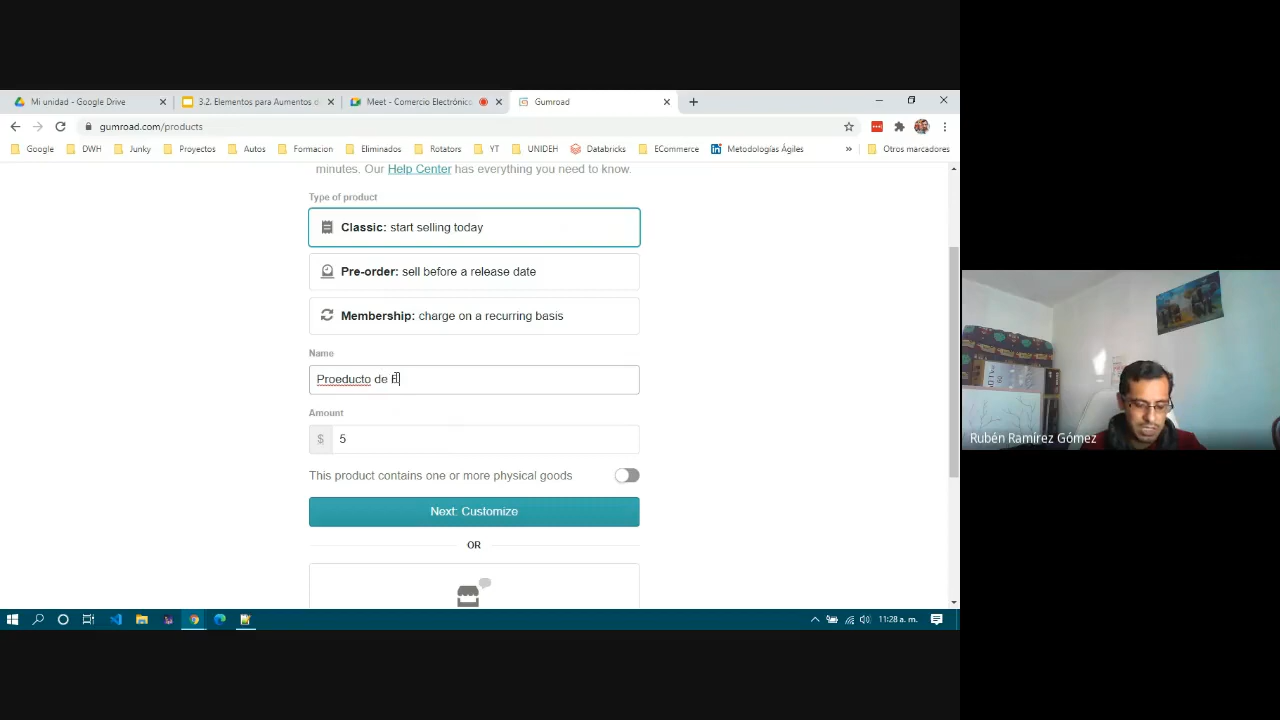 Mi unidad - Google Drive
3.2. Elementos para Aumentos d
Meet - Comercio Electrónico
Gumroad
gumroad.com/products
Google
DWH
Junky
Proyectos
Autos
Formacion
Eliminados
Rotators
YT
UNIDEH
Databricks
ECommerce
Metodologías Ágiles
»
Otros marcadores
minutes. Our Help Center has everything you need to know.
Type of product
Classic: start selling today
Pre-order: sell before a release date
Membership: charge on a recurring basis
Name
Proeducto de E
Amount
$ 5
This product contains one or more physical goods
Next: Customize
OR
Rubén Ramírez Gómez
11:28 a. m.